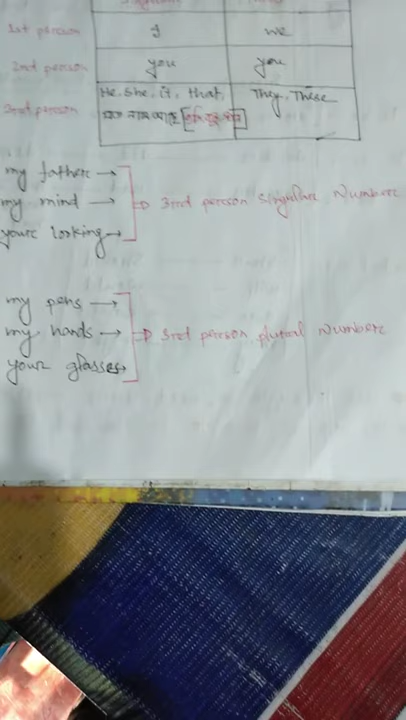 1st person I we
2nd person you you
3rd person He, she, it, that, They, These
my father →
my mind → 3rd person singular Number
your looking →
my pens →
my hands → 3rd person plural Number
your glasses →